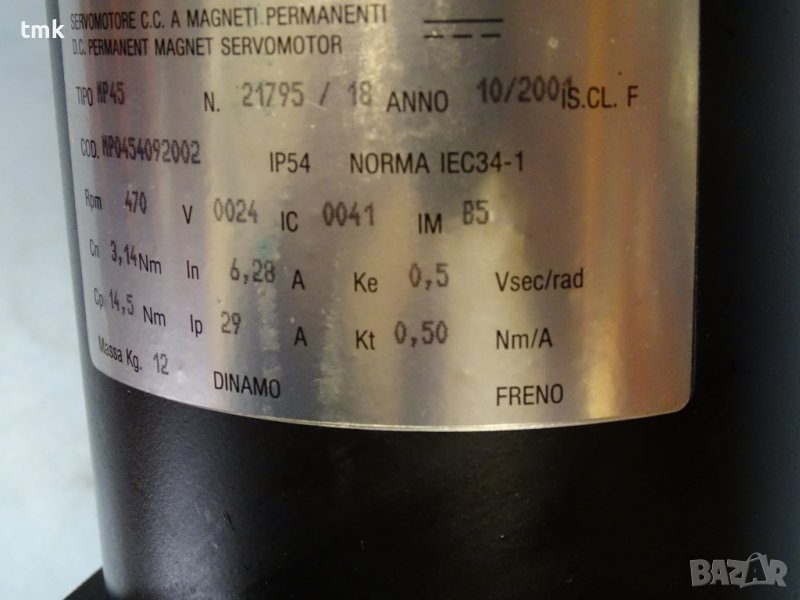 tmk
SERVOMOTORE C.C. A MAGNETI PERMANENTI
D.C. PERMANENT MAGNET SERVOMOTOR
TIPO MP45 N. 21795 / 18 ANNO 10/2001 IS.CL. F
COD. MP0454092002 IP54 NORMA IEC34-1
Rpm 470 V 0024 IC 0041 IM B5
Cn 3,14 Nm In 6,28 A Ke 0,5 Vsec/rad
Cp 14,5 Nm Ip 29 A Kt 0,50 Nm/A
Massa Kg. 12 DINAMO FRENO
BAZAR